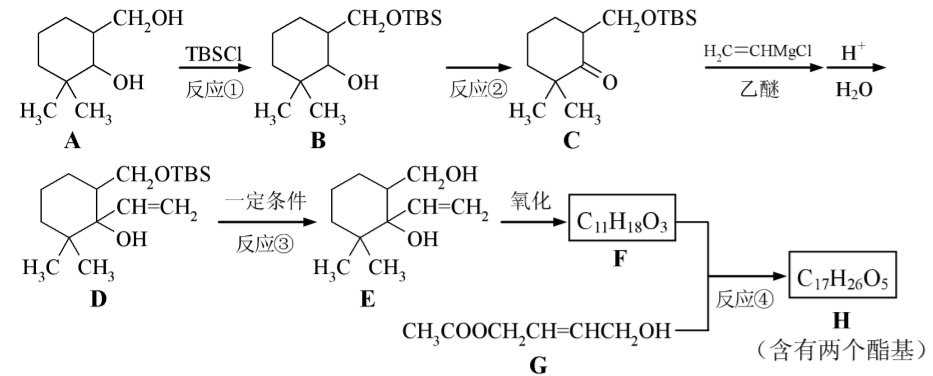 CH₂OH
OH
H₃C CH₃
A
TBSCl
反应①
CH₂OTBS
OH
H₃C CH₃
B
反应②
CH₂OTBS
O
H₃C CH₃
C
H₂C=CHMgCl
乙醚
H⁺
H₂O
CH₂OTBS
CH=CH₂
OH
H₃C CH₃
D
一定条件
反应③
CH₂OH
CH=CH₂
OH
H₃C CH₃
E
氧化
C₁₁H₁₈O₃
F
CH₃COOCH₂CH=CHCH₂OH
G
反应④
C₁₇H₂₆O₅
H
（含有两个酯基）